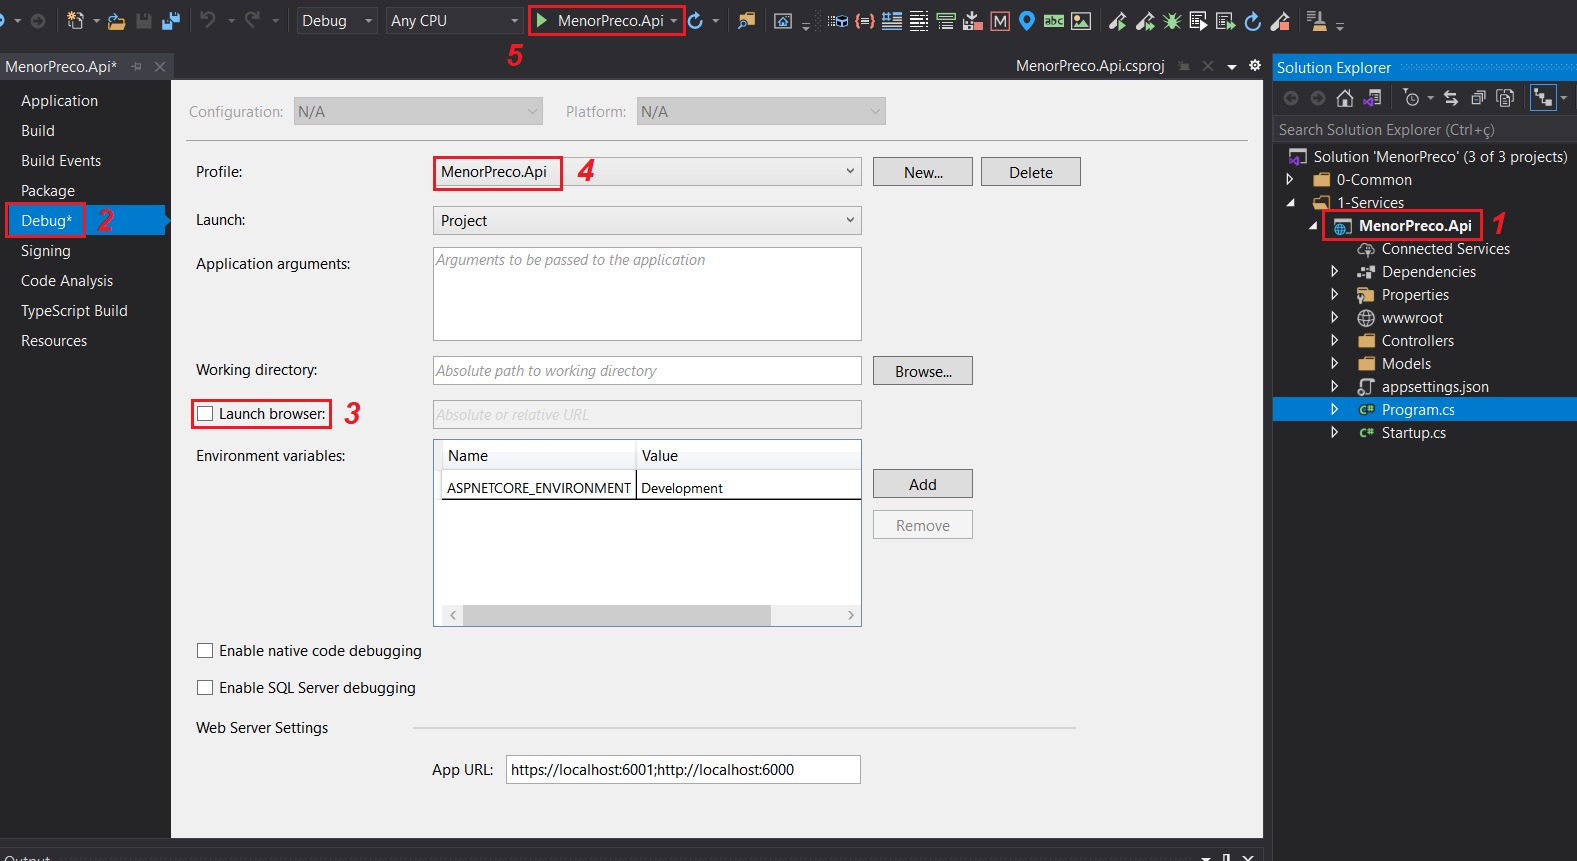 Debug
Any CPU
MenorPreco.Api
5
MenorPreco.Api*
MenorPreco.Api.csproj
Application
Build
Build Events
Package
Debug*
2
Signing
Code Analysis
TypeScript Build
Resources
Configuration:
N/A
Platform:
N/A
Profile:
MenorPreco.Api
4
New...
Delete
Launch:
Project
Application arguments:
Arguments to be passed to the application
Working directory:
Absolute path to working directory
Browse...
Launch browser:
3
Absolute or relative URL
Environment variables:
Name
Value
ASPNETCORE_ENVIRONMENT
Development
Add
Remove
Enable native code debugging
Enable SQL Server debugging
Web Server Settings
App URL:
https://localhost:6001;http://localhost:6000
Solution Explorer
Search Solution Explorer (Ctrl+ç)
Solution 'MenorPreco' (3 of 3 projects)
0-Common
1-Services
MenorPreco.Api
1
Connected Services
Dependencies
Properties
wwwroot
Controllers
Models
appsettings.json
Program.cs
Startup.cs
Output